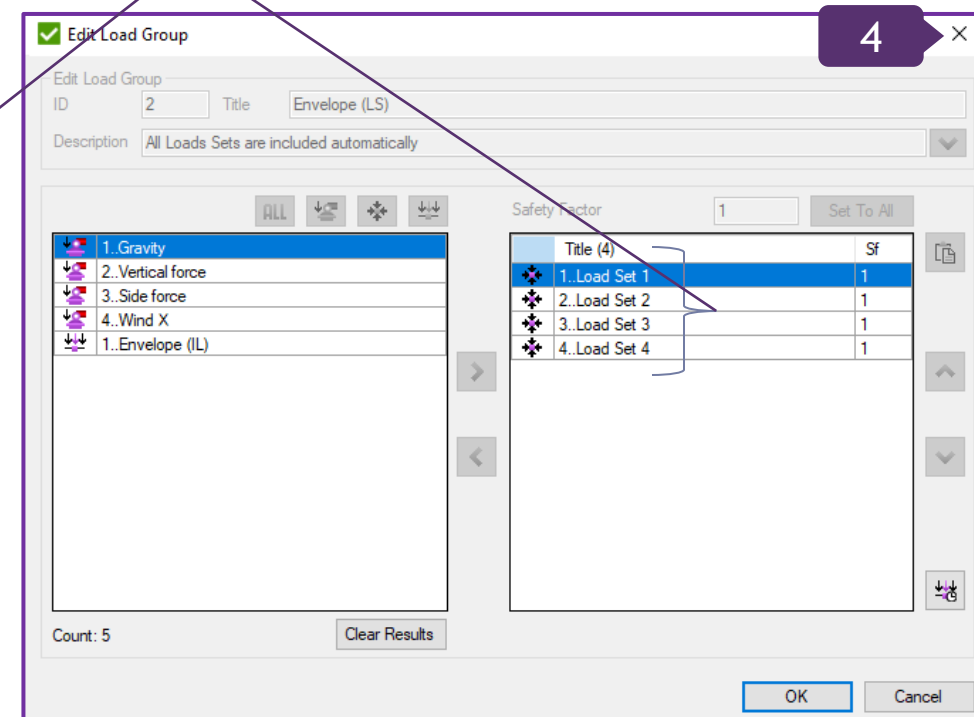 Edit Load Group
4
Edit Load Group
ID 2 Title Envelope (LS)
Description All Loads Sets are included automatically
ALL
Safety Factor 1 Set To All
1..Gravity
2..Vertical force
3..Side force
4..Wind X
1..Envelope (IL)
Title (4) Sf
1..Load Set 1 1
2..Load Set 2 1
3..Load Set 3 1
4..Load Set 4 1
Count: 5 Clear Results
OK Cancel